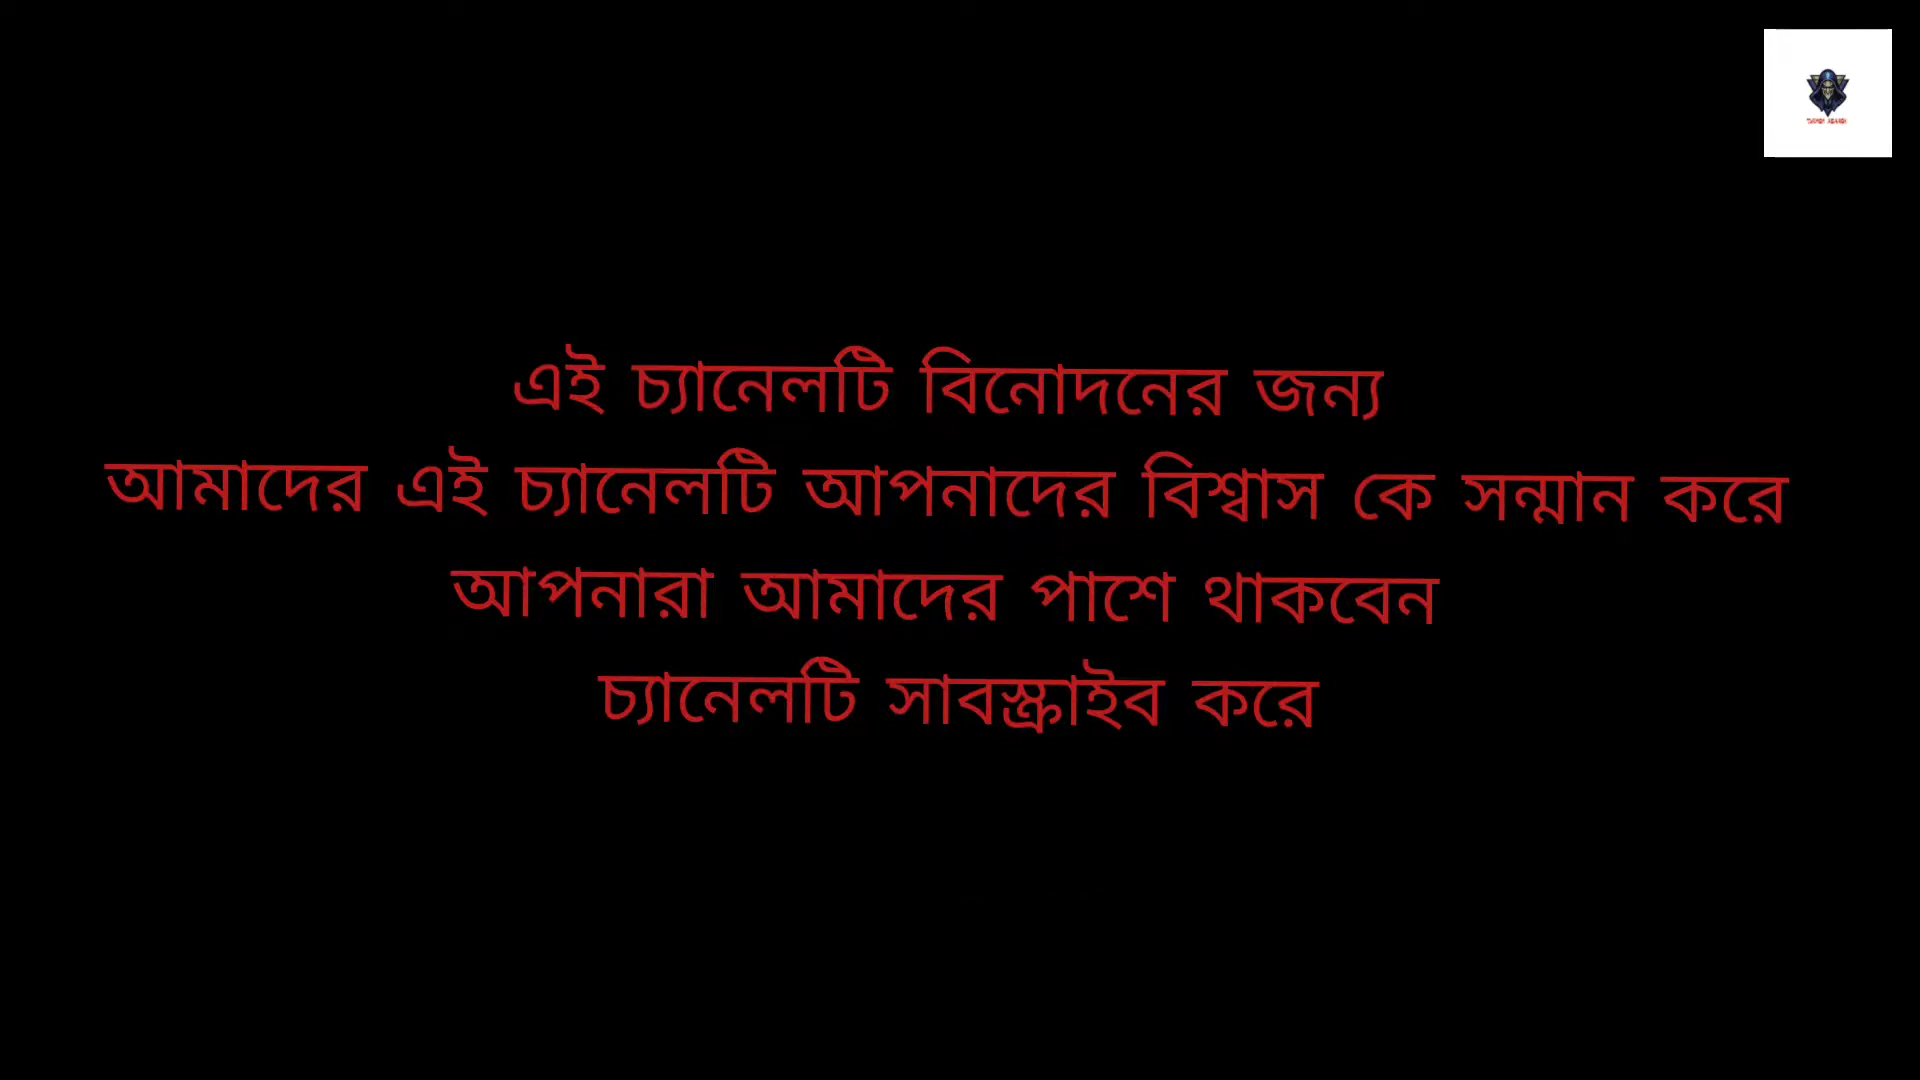 এই চ্যানেলটি বিনোদনের জন্য
আমাদের এই চ্যানেলটি আপনাদের বিশ্বাস কে সন্মান করে
আপনারা আমাদের পাশে থাকবেন
চ্যানেলটি সাবস্ক্রাইব করে